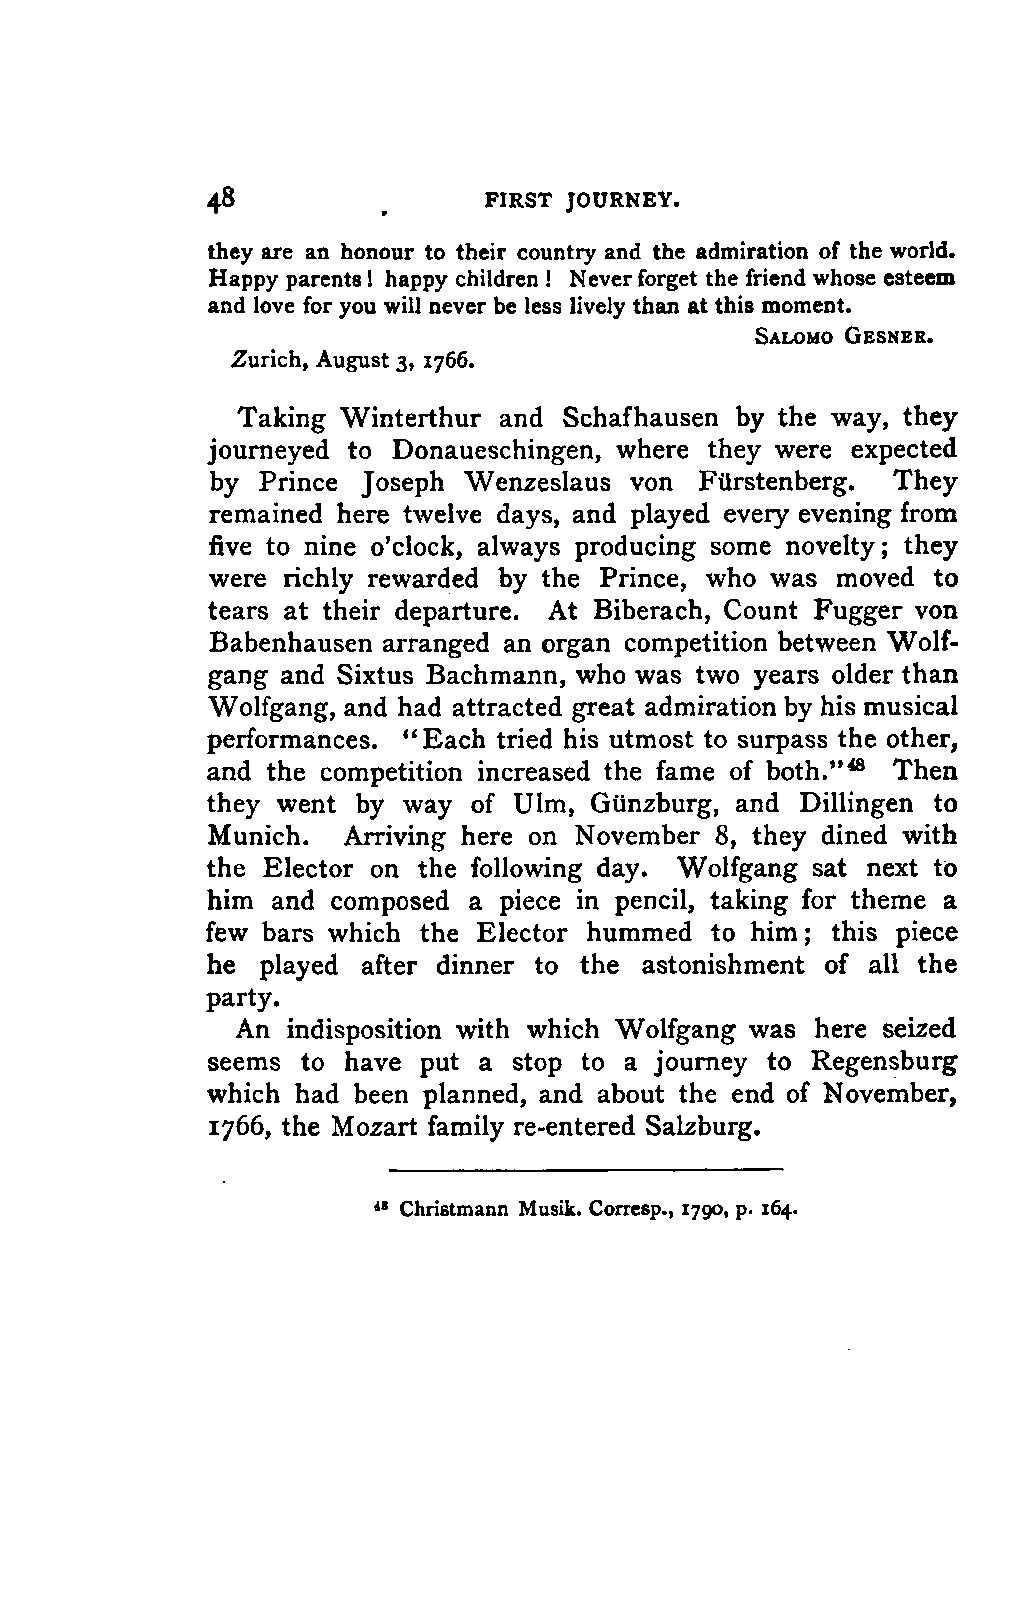 48 FIRST JOURNEY.
they are an honour to their country and the admiration of the world.
Happy parents! happy children! Never forget the friend whose esteem
and love for you will never be less lively than at this moment.
SALOMO GESNER.
Zurich, August 3, 1766.
Taking Winterthur and Schafhausen by the way, they
journeyed to Donaueschingen, where they were expected
by Prince Joseph Wenzeslaus von Fürstenberg. They
remained here twelve days, and played every evening from
five to nine o'clock, always producing some novelty; they
were richly rewarded by the Prince, who was moved to
tears at their departure. At Biberach, Count Fugger von
Babenhausen arranged an organ competition between Wolf-
gang and Sixtus Bachmann, who was two years older than
Wolfgang, and had attracted great admiration by his musical
performances. "Each tried his utmost to surpass the other,
and the competition increased the fame of both."48 Then
they went by way of Ulm, Günzburg, and Dillingen to
Munich. Arriving here on November 8, they dined with
the Elector on the following day. Wolfgang sat next to
him and composed a piece in pencil, taking for theme a
few bars which the Elector hummed to him; this piece
he played after dinner to the astonishment of all the
party.
An indisposition with which Wolfgang was here seized
seems to have put a stop to a journey to Regensburg
which had been planned, and about the end of November,
1766, the Mozart family re-entered Salzburg.
48 Christmann Musik. Corresp., 1790, p. 164.